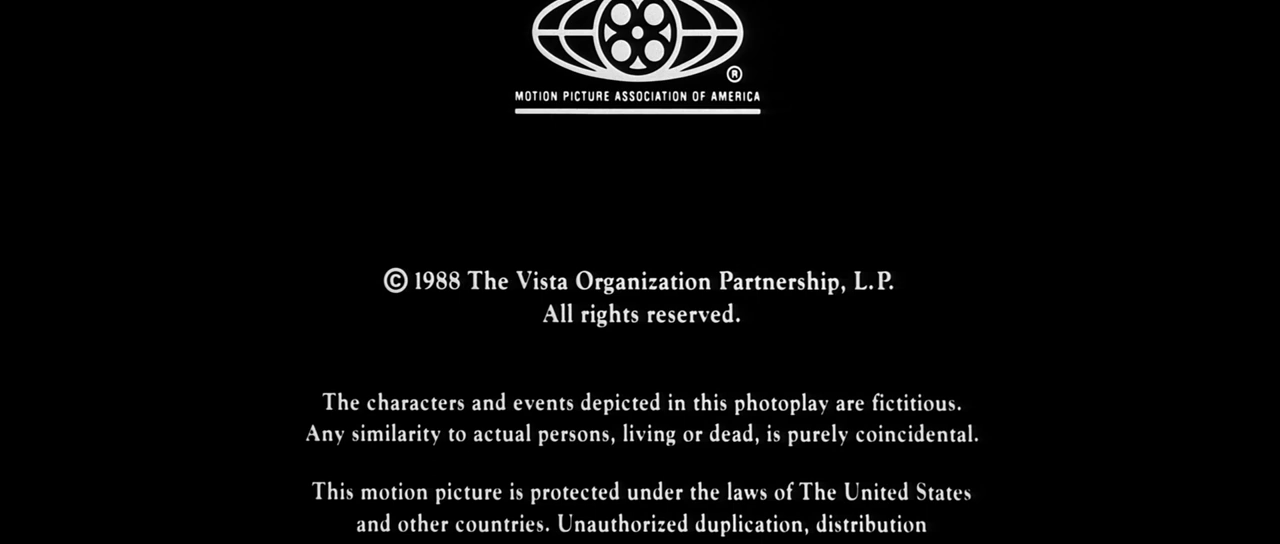 ®
MOTION PICTURE ASSOCIATION OF AMERICA
© 1988 The Vista Organization Partnership, L.P.
All rights reserved.
The characters and events depicted in this photoplay are fictitious.
Any similarity to actual persons, living or dead, is purely coincidental.
This motion picture is protected under the laws of The United States
and other countries. Unauthorized duplication, distribution